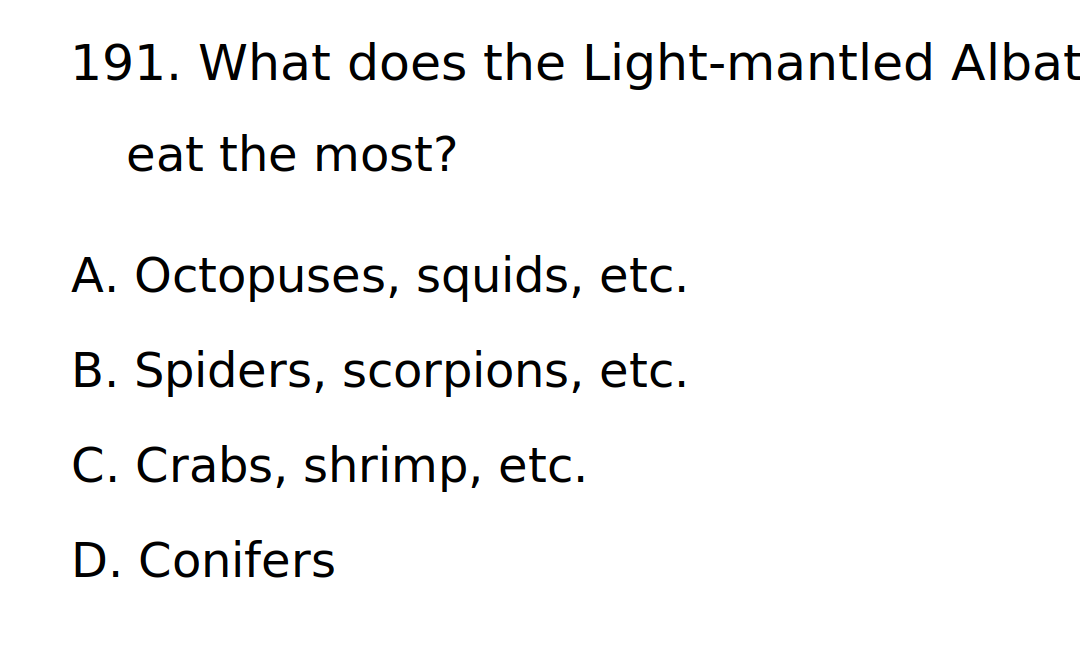 191. What does the Light-mantled Albat
eat the most?
A. Octopuses, squids, etc.
B. Spiders, scorpions, etc.
C. Crabs, shrimp, etc.
D. Conifers